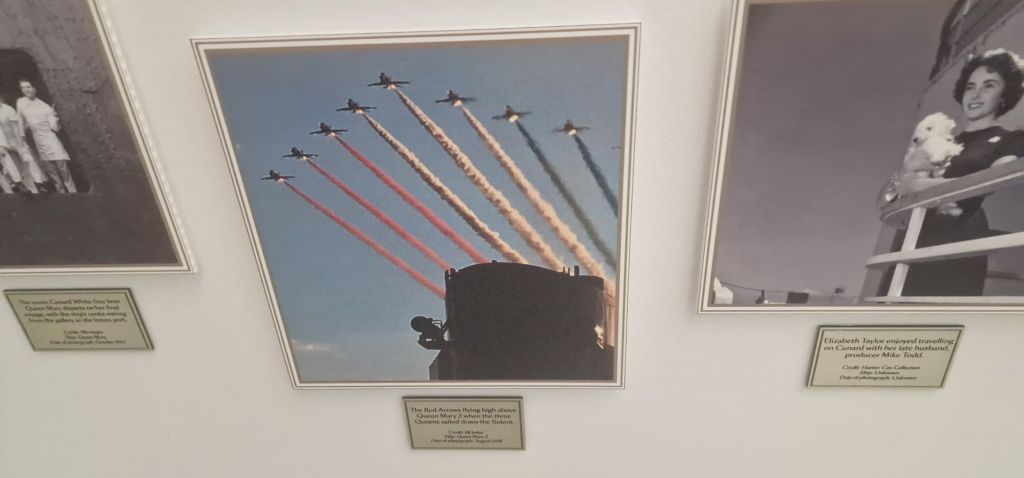 The iconic Cunard White Star liner
Queen Mary departs on her final
voyage, with the ship's cooks waving
from the galley as she leaves port.
Credit:
Ship: Queen Mary
Date of photograph: October 1967
The Red Arrows flying high above
Queen Mary 2 when the three
Queens sailed down the Solent.
Credit:
Ship: Queen Mary 2
Date of photograph: August
Elizabeth Taylor enjoyed travelling
on Cunard with her late husband,
producer Mike Todd.
Credit: Hunter Cox Collection
Ship: Unknown
Date of photograph: Unknown